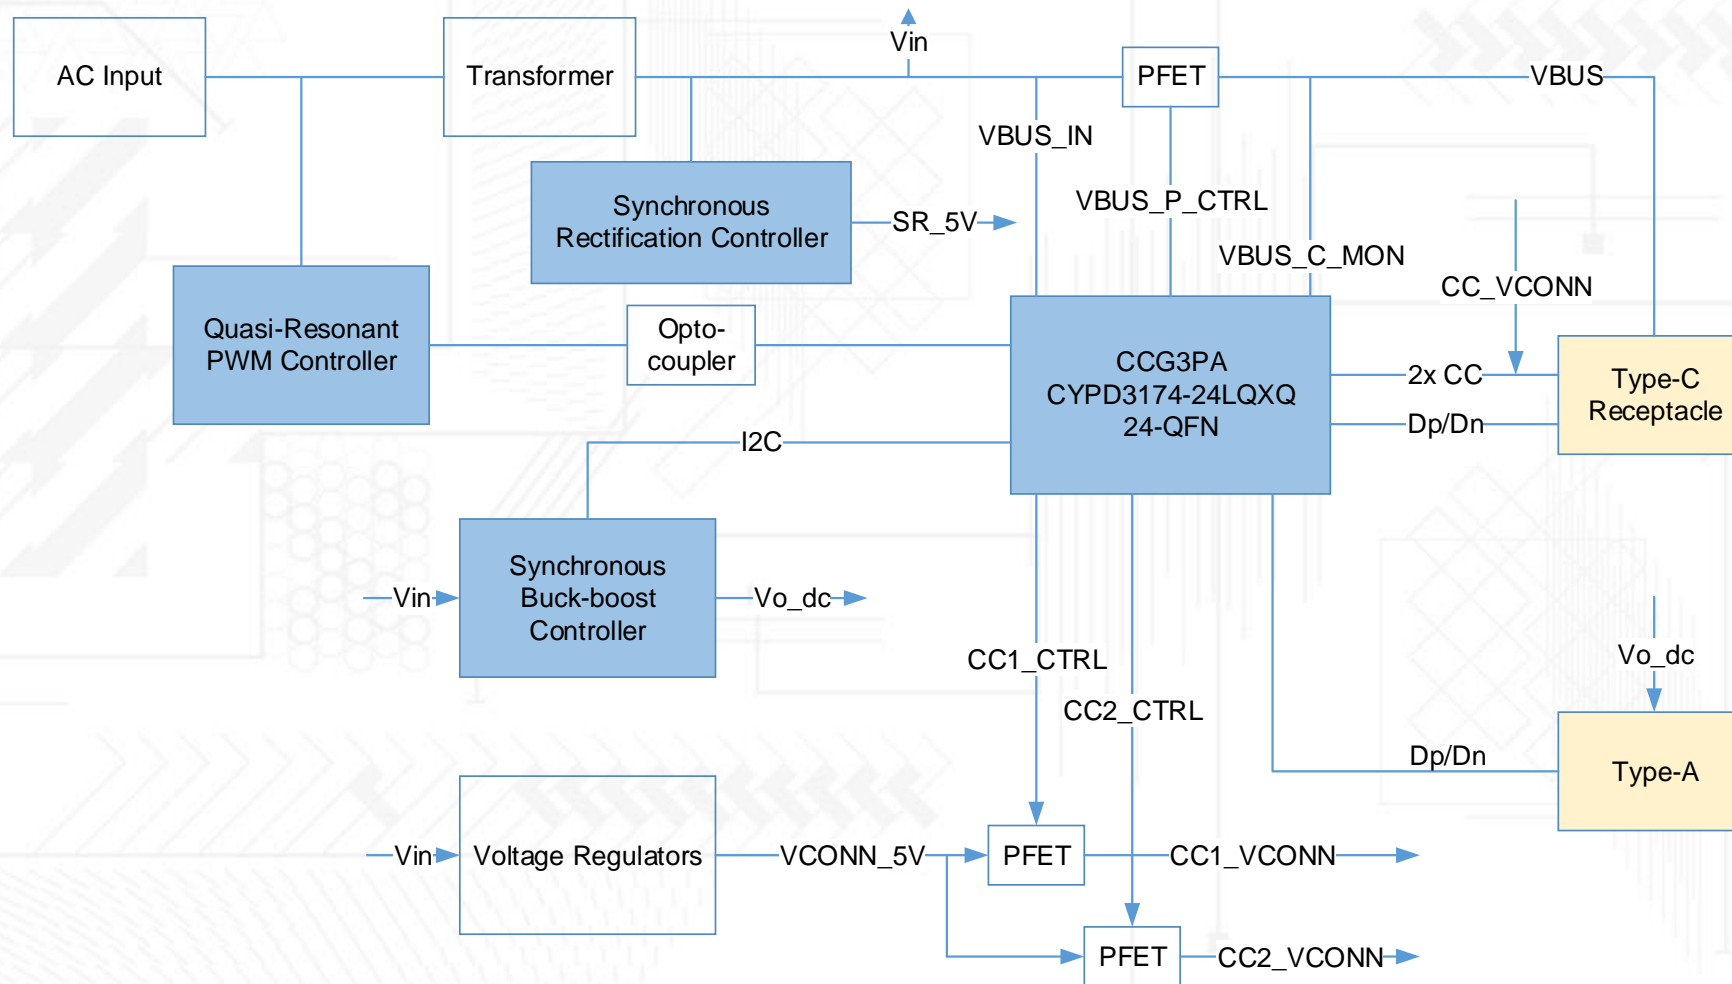 Vin
AC Input
Transformer
PFET
VBUS
VBUS_IN
VBUS_P_CTRL
Synchronous
Rectification Controller
SR_5V
VBUS_C_MON
CC_VCONN
Quasi-Resonant
PWM Controller
Opto-
coupler
CCG3PA
CYPD3174-24LQXQ
24-QFN
2x CC
Dp/Dn
Type-C
Receptacle
I2C
Vin
Synchronous
Buck-boost
Controller
Vo_dc
CC1_CTRL
CC2_CTRL
Vo_dc
Dp/Dn
Type-A
Vin
Voltage Regulators
VCONN_5V
PFET
CC1_VCONN
PFET
CC2_VCONN